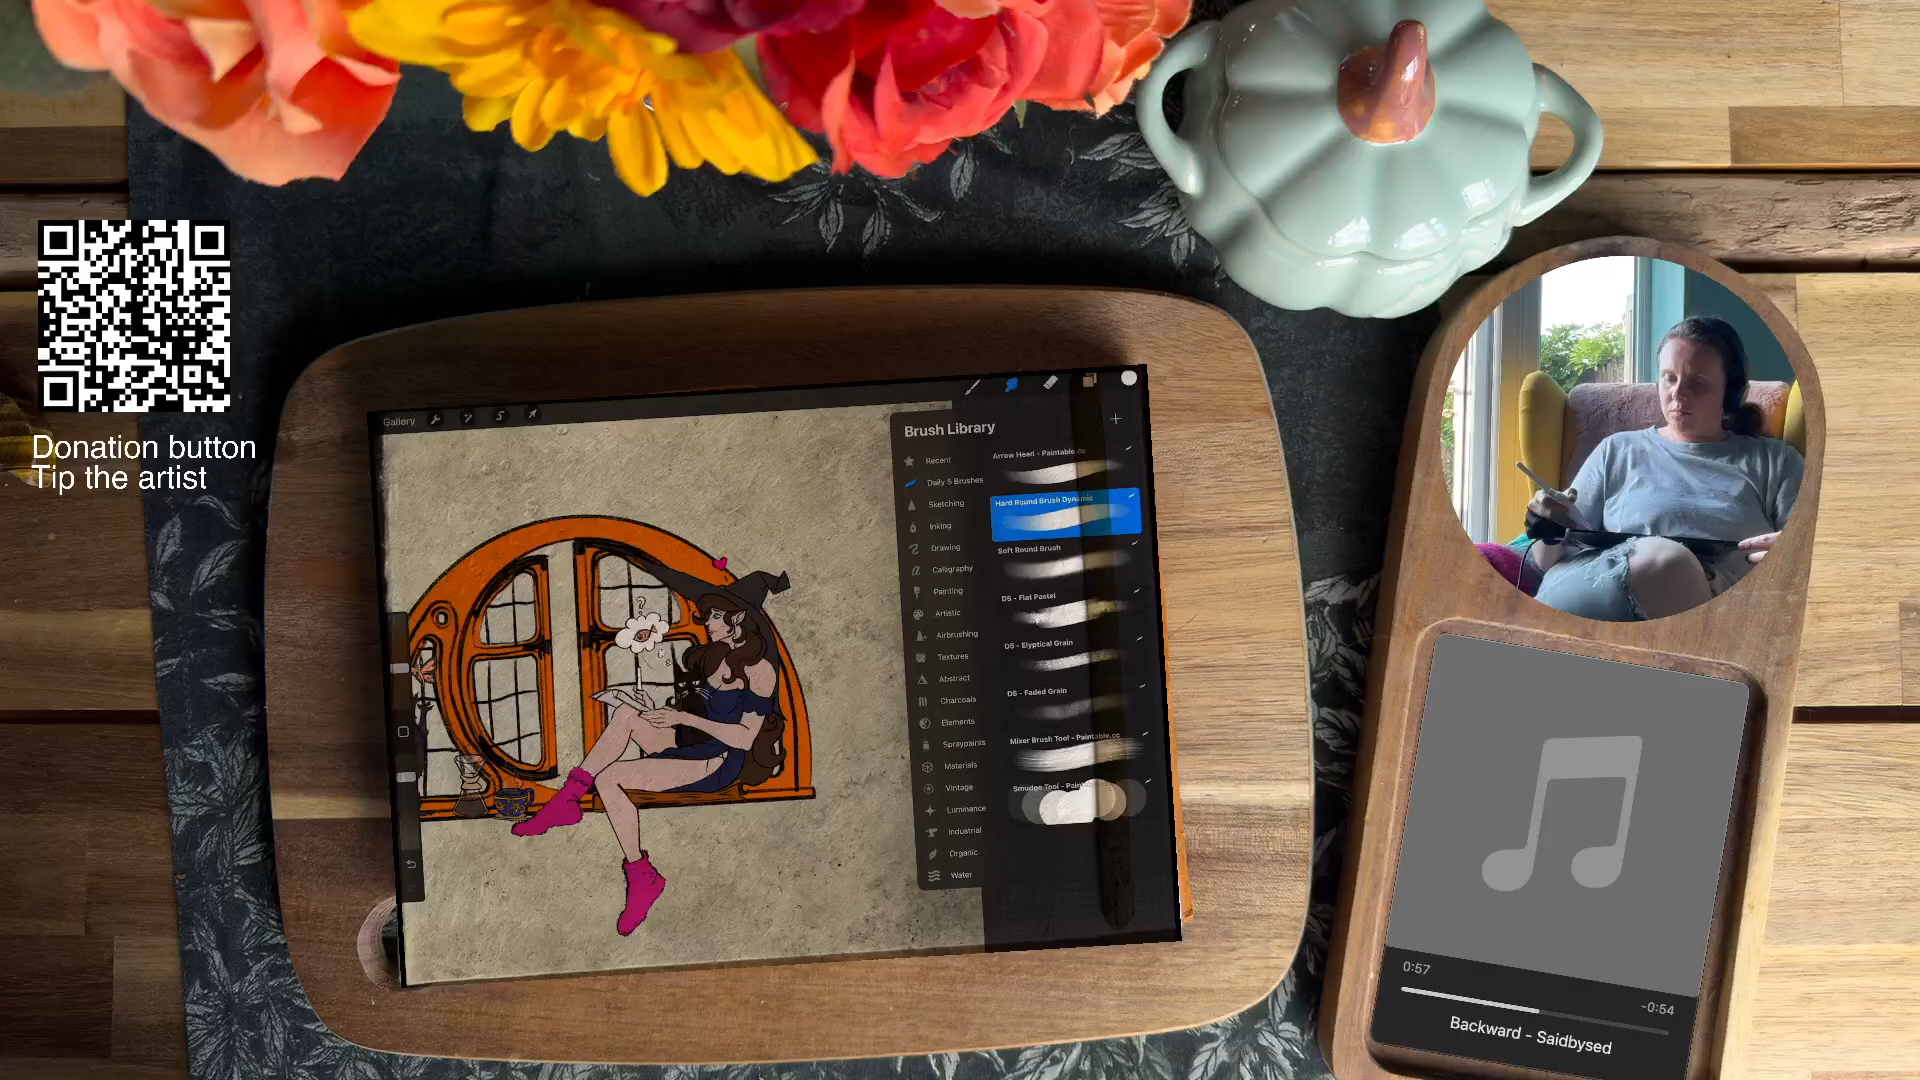 Donation button
Tip the artist
Gallery
Brush Library
Recent
Daily 5 Brushes
Sketching
Inking
Drawing
Calligraphy
Painting
Artistic
Airbrushing
Textures
Abstract
Charcoals
Elements
Spraypaints
Materials
Vintage
Luminance
Industrial
Organic
Water
Arrow Head - Paintable.cc
Hard Round Brush Dynamic
Soft Round Brush
D5 - Flat Pastel
D5 - Elyptical Grain
D5 - Faded Grain
Mixer Brush Tool - Paintable.cc
Smudge Tool - Paint
0:57
-0:54
Backward - Saidbysed